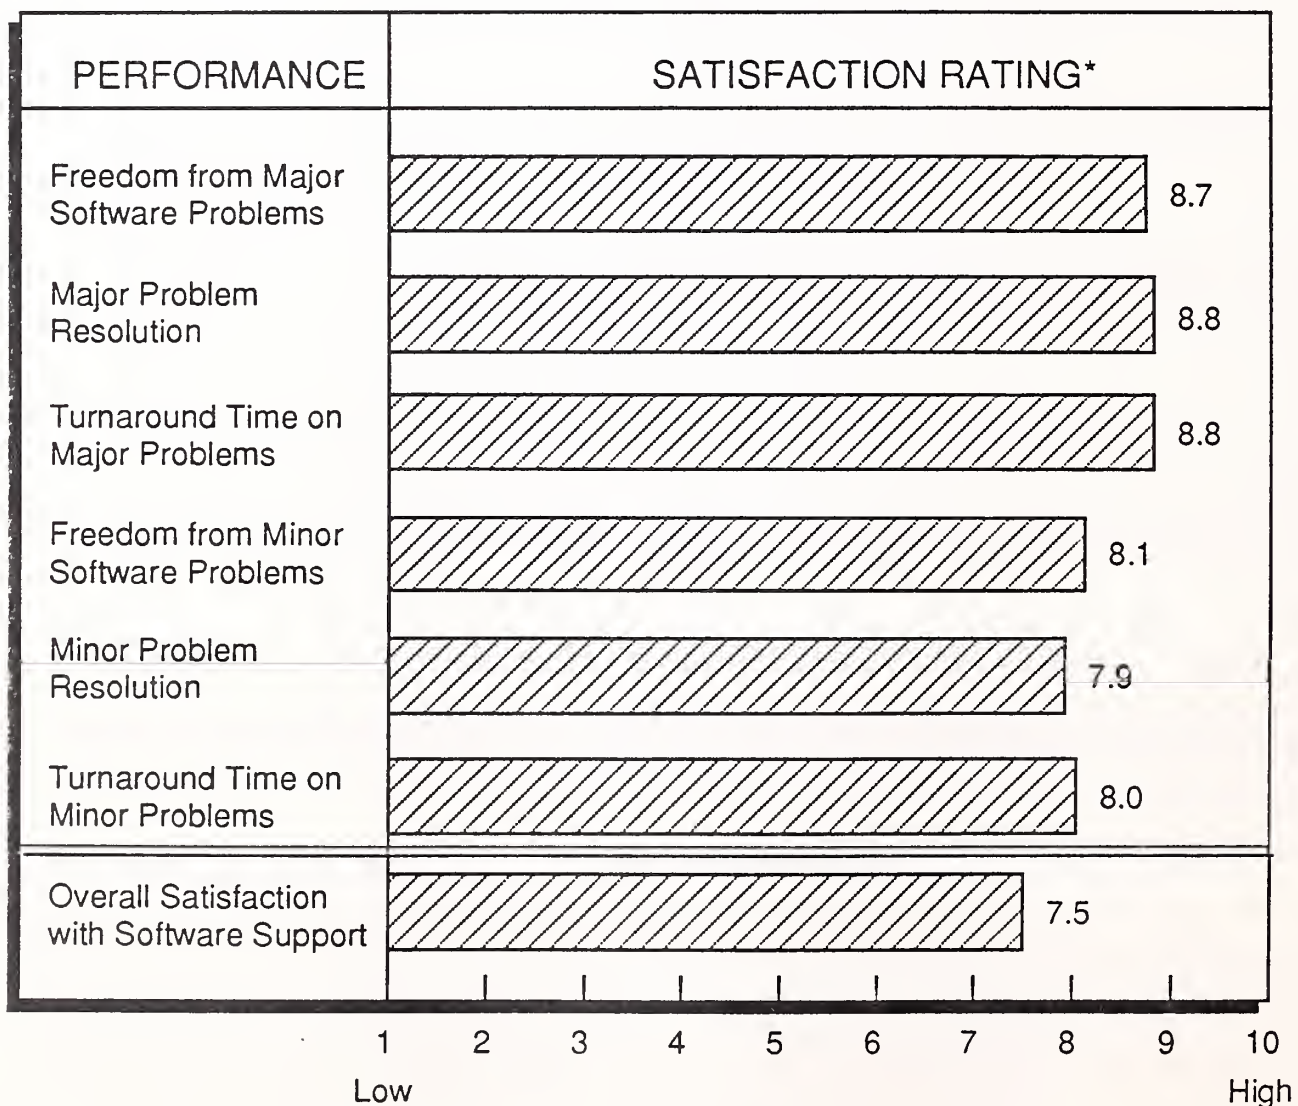 PERFORMANCE
SATISFACTION RATING*
Freedom from Major
Software Problems
8.7
Major Problem
Resolution
8.8
Turnaround Time on
Major Problems
8.8
Freedom from Minor
Software Problems
8.1
Minor Problem
Resolution
7.9
Turnaround Time on
Minor Problems
8.0
Overall Satisfaction
with Software Support
7.5
1 2 3 4 5 6 7 8 9 10
Low High